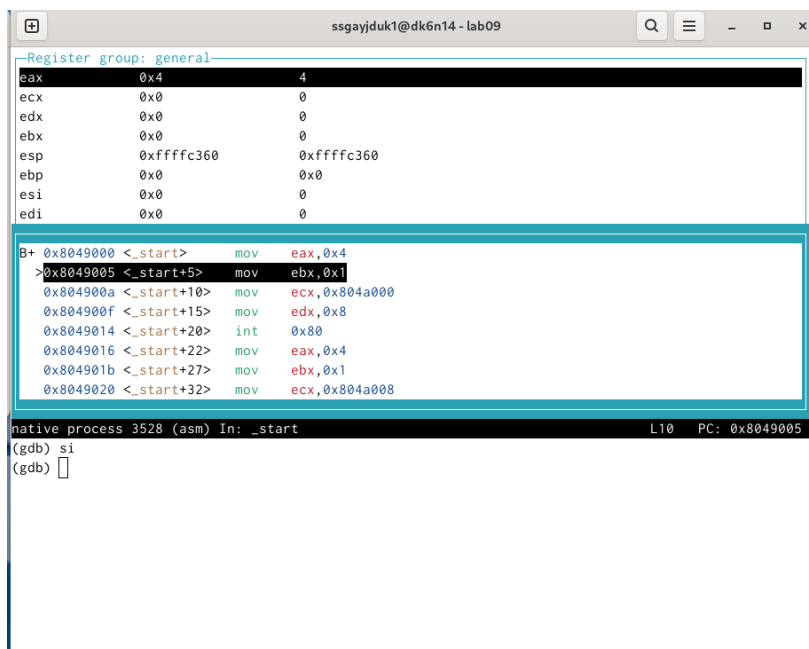 ssgayjduk1@dk6n14 - lab09
Register group: general
eax 0x4 4
ecx 0x0 0
edx 0x0 0
ebx 0x0 0
esp 0xffffc360 0xffffc360
ebp 0x0 0x0
esi 0x0 0
edi 0x0 0
B+ 0x8049000 <_start> mov eax,0x4
>0x8049005 <_start+5> mov ebx,0x1
0x804900a <_start+10> mov ecx,0x804a000
0x804900f <_start+15> mov edx,0x8
0x8049014 <_start+20> int 0x80
0x8049016 <_start+22> mov eax,0x4
0x804901b <_start+27> mov ebx,0x1
0x8049020 <_start+32> mov ecx,0x804a008
native process 3528 (asm) In: _start L10 PC: 0x8049005
(gdb) si
(gdb)